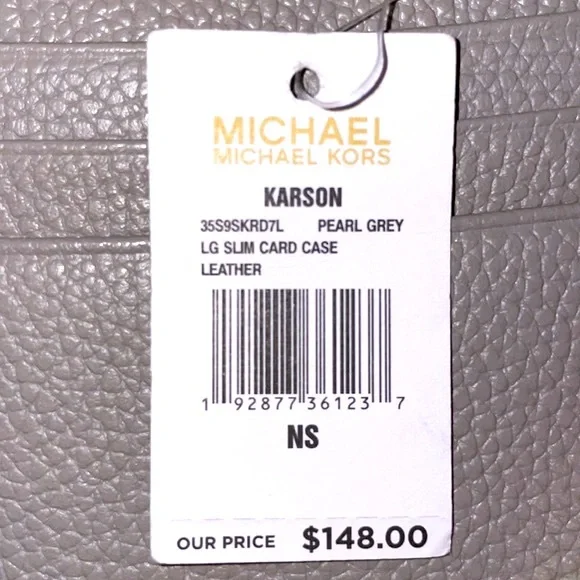 MICHAEL
MICHAEL KORS
KARSON
35S9SKRD7L PEARL GREY
LG SLIM CARD CASE
LEATHER
1 92877 36123 7
NS
OUR PRICE $148.00